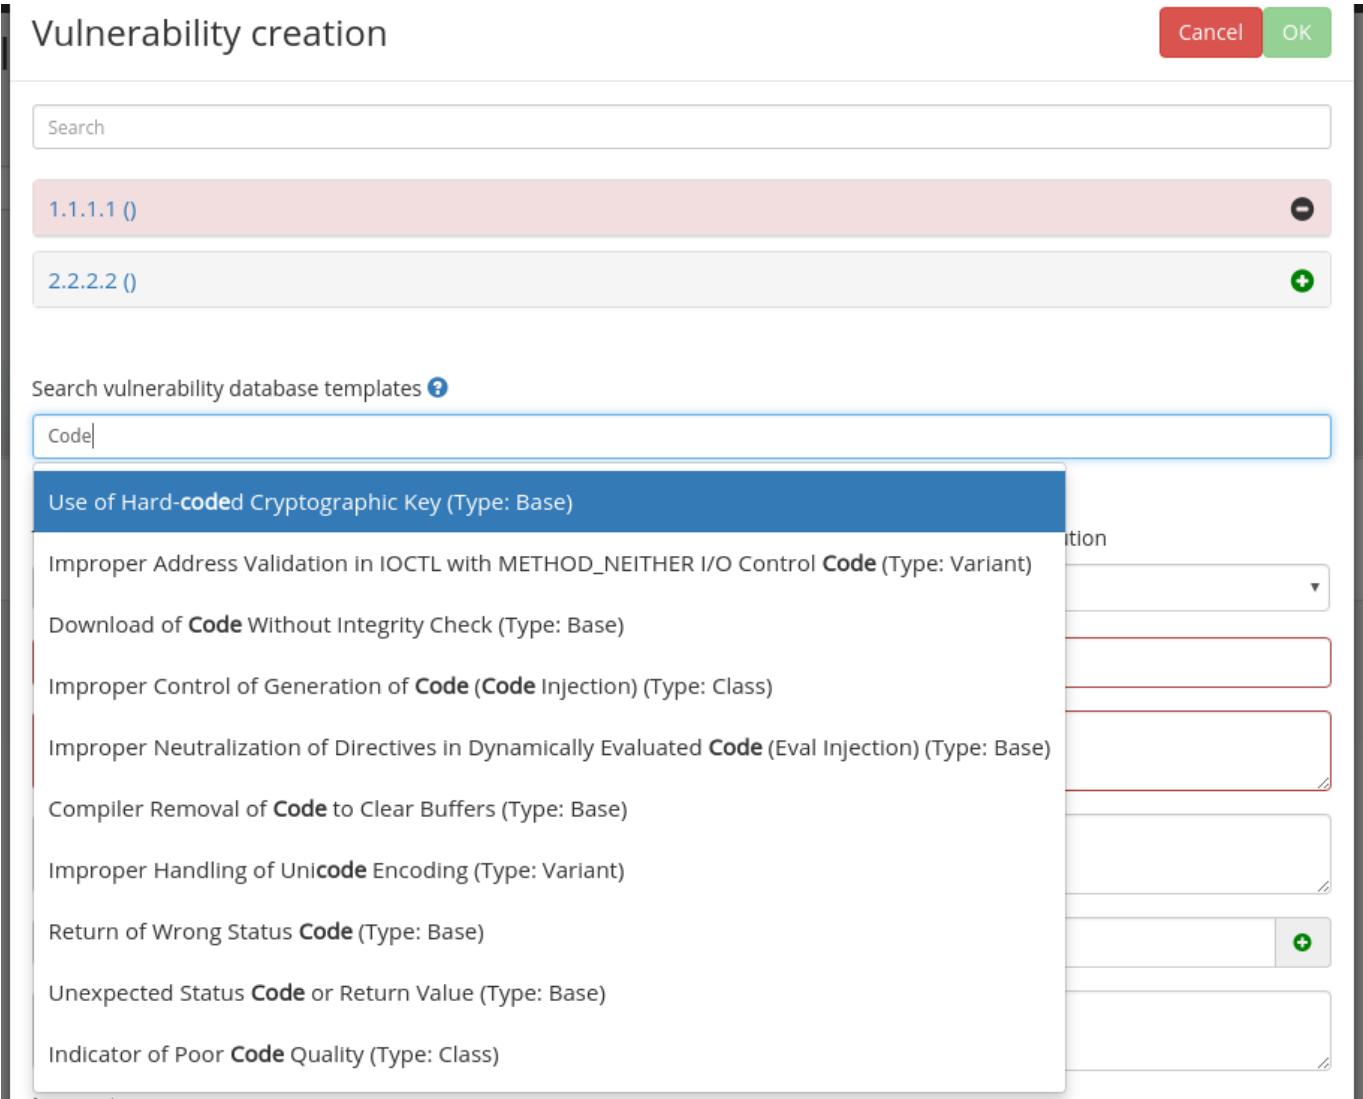 Vulnerability creation
Cancel OK
Search
1.1.1.1 ()
2.2.2.2 ()
Search vulnerability database templates
Code
Use of Hard-coded Cryptographic Key (Type: Base)
ution
Improper Address Validation in IOCTL with METHOD_NEITHER I/O Control Code (Type: Variant)
Download of Code Without Integrity Check (Type: Base)
Improper Control of Generation of Code (Code Injection) (Type: Class)
Improper Neutralization of Directives in Dynamically Evaluated Code (Eval Injection) (Type: Base)
Compiler Removal of Code to Clear Buffers (Type: Base)
Improper Handling of Unicode Encoding (Type: Variant)
Return of Wrong Status Code (Type: Base)
Unexpected Status Code or Return Value (Type: Base)
Indicator of Poor Code Quality (Type: Class)